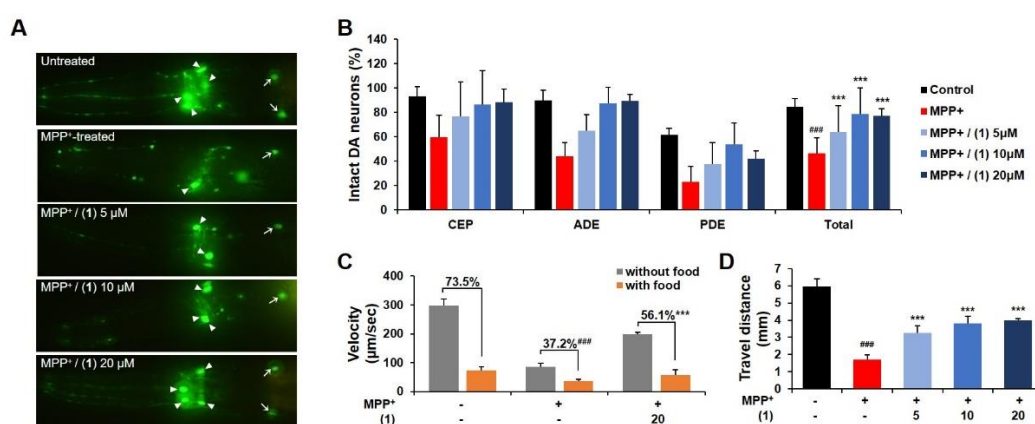 A
Untreated
MPP⁺-treated
MPP⁺ / (1) 5 µM
MPP⁺ / (1) 10 µM
MPP⁺ / (1) 20 µM
B
Intact DA neurons (%)
140
120
100
80
60
40
20
0
CEP ADE PDE Total
### *** *** ***
Control
MPP+
MPP+ / (1) 5µM
MPP+ / (1) 10µM
MPP+ / (1) 20µM
C
Velocity
(µm/sec)
400
300
200
100
0
without food
with food
73.5%
37.2%###
56.1%***
MPP⁺ - + +
(1) - - 20
D
Travel distance
(mm)
7
6
5
4
3
2
1
0
### *** *** ***
MPP⁺ - + + + +
(1) - - 5 10 20